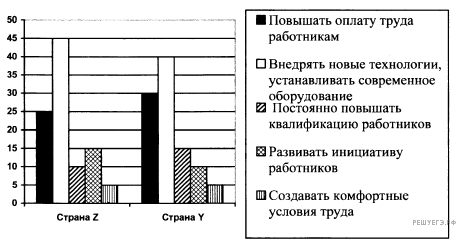 50
45
40
35
30
25
20
15
10
5
0
Страна Z
Страна Y
Повышать оплату труда
работникам
Внедрять новые технологии,
устанавливать современное
оборудование
Постоянно повышать
квалификацию работников
Развивать инициативу
работников
Создавать комфортные
условия труда
РЕШУЕГЭ.РФ